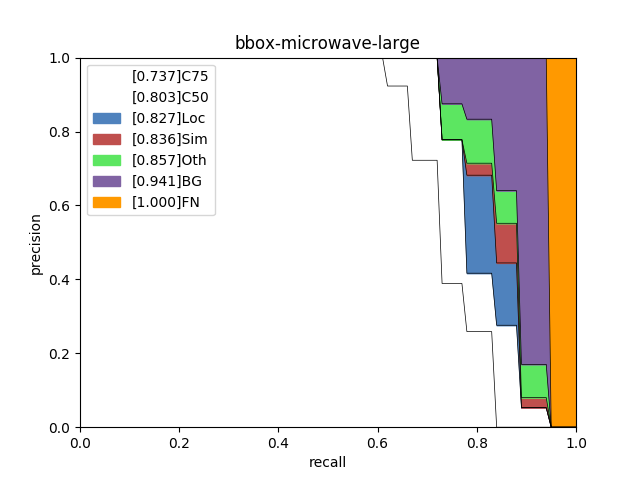 bbox-microwave-large
1.0
0.8
0.6
0.4
0.2
0.0
precision
[0.737]C75
[0.803]C50
[0.827]Loc
[0.836]Sim
[0.857]Oth
[0.941]BG
[1.000]FN
0.0 0.2 0.4 0.6 0.8 1.0
recall